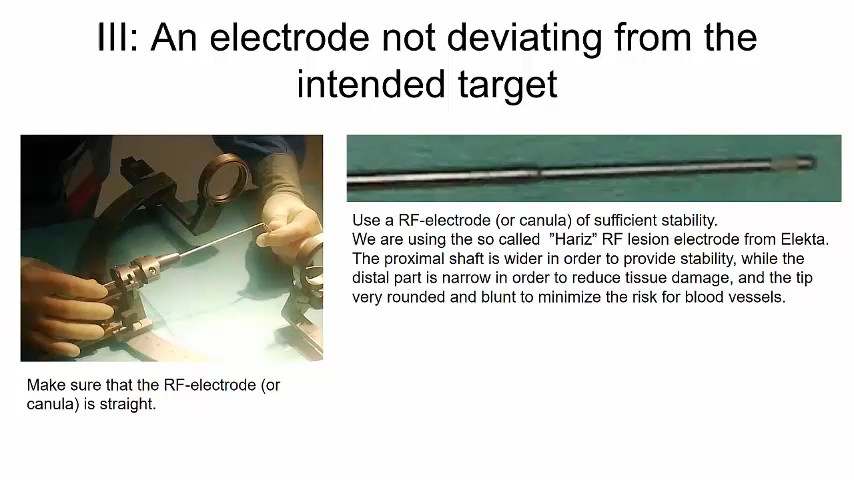 III: An electrode not deviating from the
intended target
Use a RF-electrode (or canula) of sufficient stability.
We are using the so called ”Hariz” RF lesion electrode from Elekta.
The proximal shaft is wider in order to provide stability, while the
distal part is narrow in order to reduce tissue damage, and the tip
very rounded and blunt to minimize the risk for blood vessels.
Make sure that the RF-electrode (or
canula) is straight.